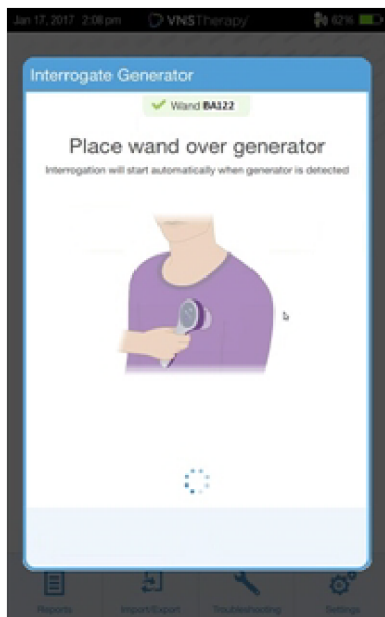 Jan 17, 2017 2:08 pm VNSTherapy 62%
Interrogate Generator
Wand BA122
Place wand over generator
Interrogation will start automatically when generator is detected
Reports Import/Export Troubleshooting Settings